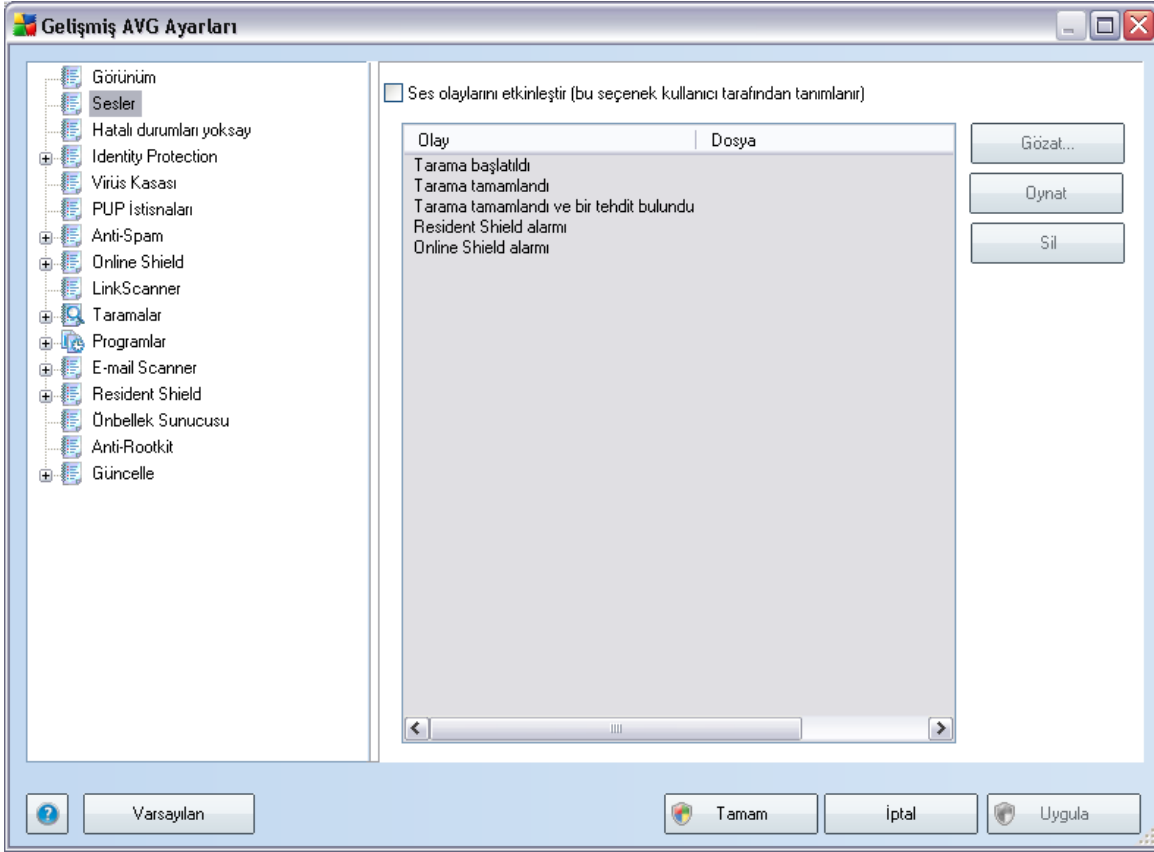 Gelişmiş AVG Ayarları
Görünüm
Sesler
Hatalı durumları yoksay
Identity Protection
Virüs Kasası
PUP İstisnaları
Anti-Spam
Online Shield
LinkScanner
Taramalar
Programlar
E-mail Scanner
Resident Shield
Önbellek Sunucusu
Anti-Rootkit
Güncelle
Ses olaylarını etkinleştir (bu seçenek kullanıcı tarafından tanımlanır)
Olay Dosya
Tarama başlatıldı
Tarama tamamlandı
Tarama tamamlandı ve bir tehdit bulundu
Resident Shield alarmı
Online Shield alarmı
Gözat...
Oynat
Sil
? Varsayılan Tamam İptal Uygula